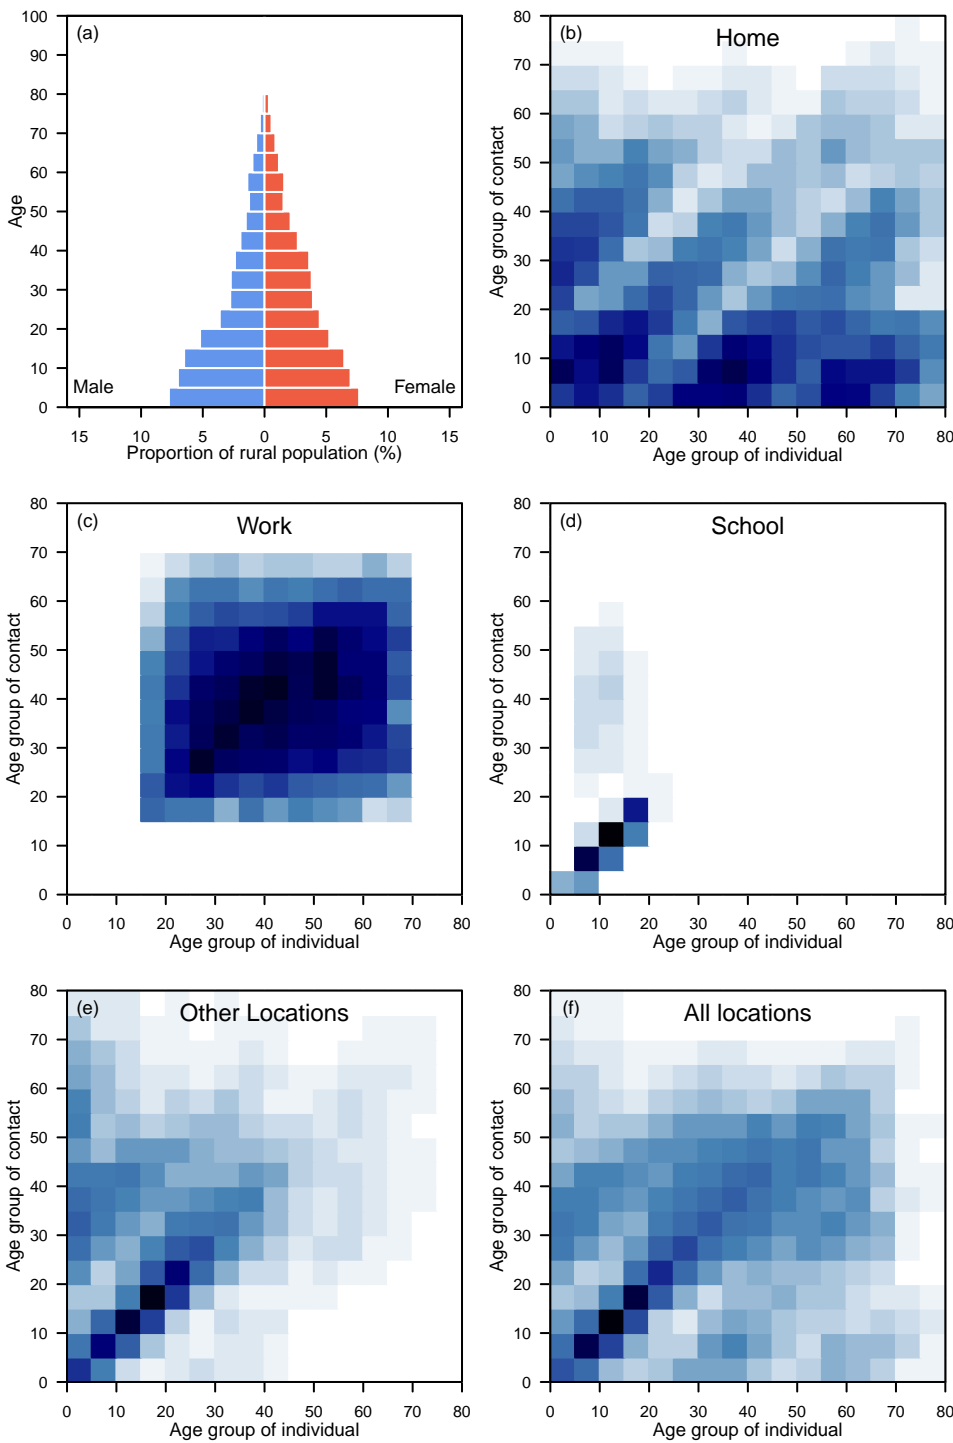 (a)
100
80
60
40
20
0
Age
Male
Female
15 10 5 0 5 10 15
Proportion of rural population (%)
(b)
Home
80
70
60
50
40
30
20
10
0
Age group of contact
0 10 20 30 40 50 60 70 80
Age group of individual
(c)
Work
80
70
60
50
40
30
20
10
0
Age group of contact
0 10 20 30 40 50 60 70 80
Age group of individual
(d)
School
80
70
60
50
40
30
20
10
0
Age group of contact
0 10 20 30 40 50 60 70 80
Age group of individual
(e)
Other Locations
80
70
60
50
40
30
20
10
0
Age group of contact
0 10 20 30 40 50 60 70 80
Age group of individual
(f)
All locations
80
70
60
50
40
30
20
10
0
Age group of contact
0 10 20 30 40 50 60 70 80
Age group of individual